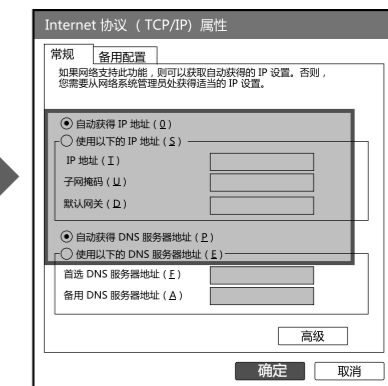 Internet 协议（ TCP/IP）属性
常规 备用配置
如果网络支持此功能，则可以获取自动获得的 IP 设置。否则，
您需要从网络系统管理员处获得适当的 IP 设置。
自动获得 IP 地址（0）
使用以下的 IP 地址（S）
IP 地址（I）
子网掩码（U）
默认网关（D）
自动获得 DNS 服务器地址（P）
使用以下的 DNS 服务器地址（E）
首选 DNS 服务器地址（F）
备用 DNS 服务器地址（A）
高级
确定 取消